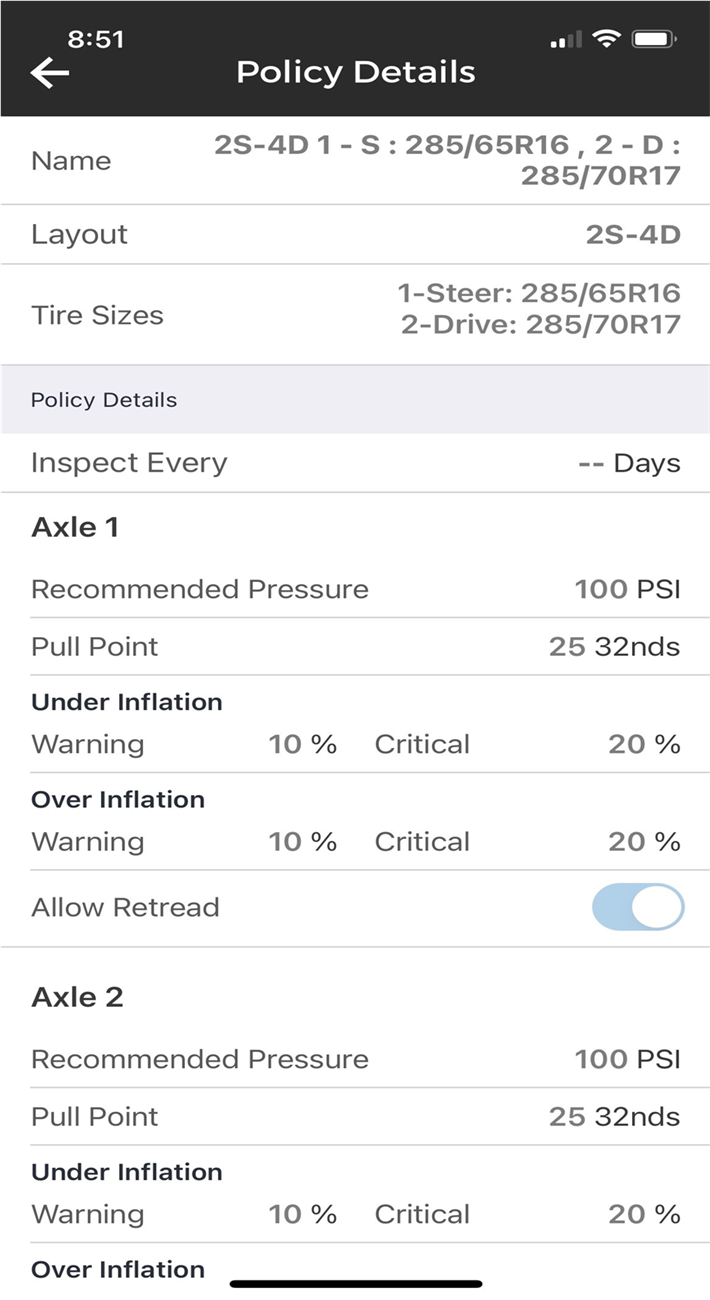 8:51
Policy Details
Name
2S-4D 1 - S : 285/65R16 , 2 - D :
285/70R17
Layout 2S-4D
Tire Sizes
1-Steer: 285/65R16
2-Drive: 285/70R17
Policy Details
Inspect Every -- Days
Axle 1
Recommended Pressure 100 PSI
Pull Point 25 32nds
Under Inflation
Warning 10 % Critical 20 %
Over Inflation
Warning 10 % Critical 20 %
Allow Retread
Axle 2
Recommended Pressure 100 PSI
Pull Point 25 32nds
Under Inflation
Warning 10 % Critical 20 %
Over Inflation